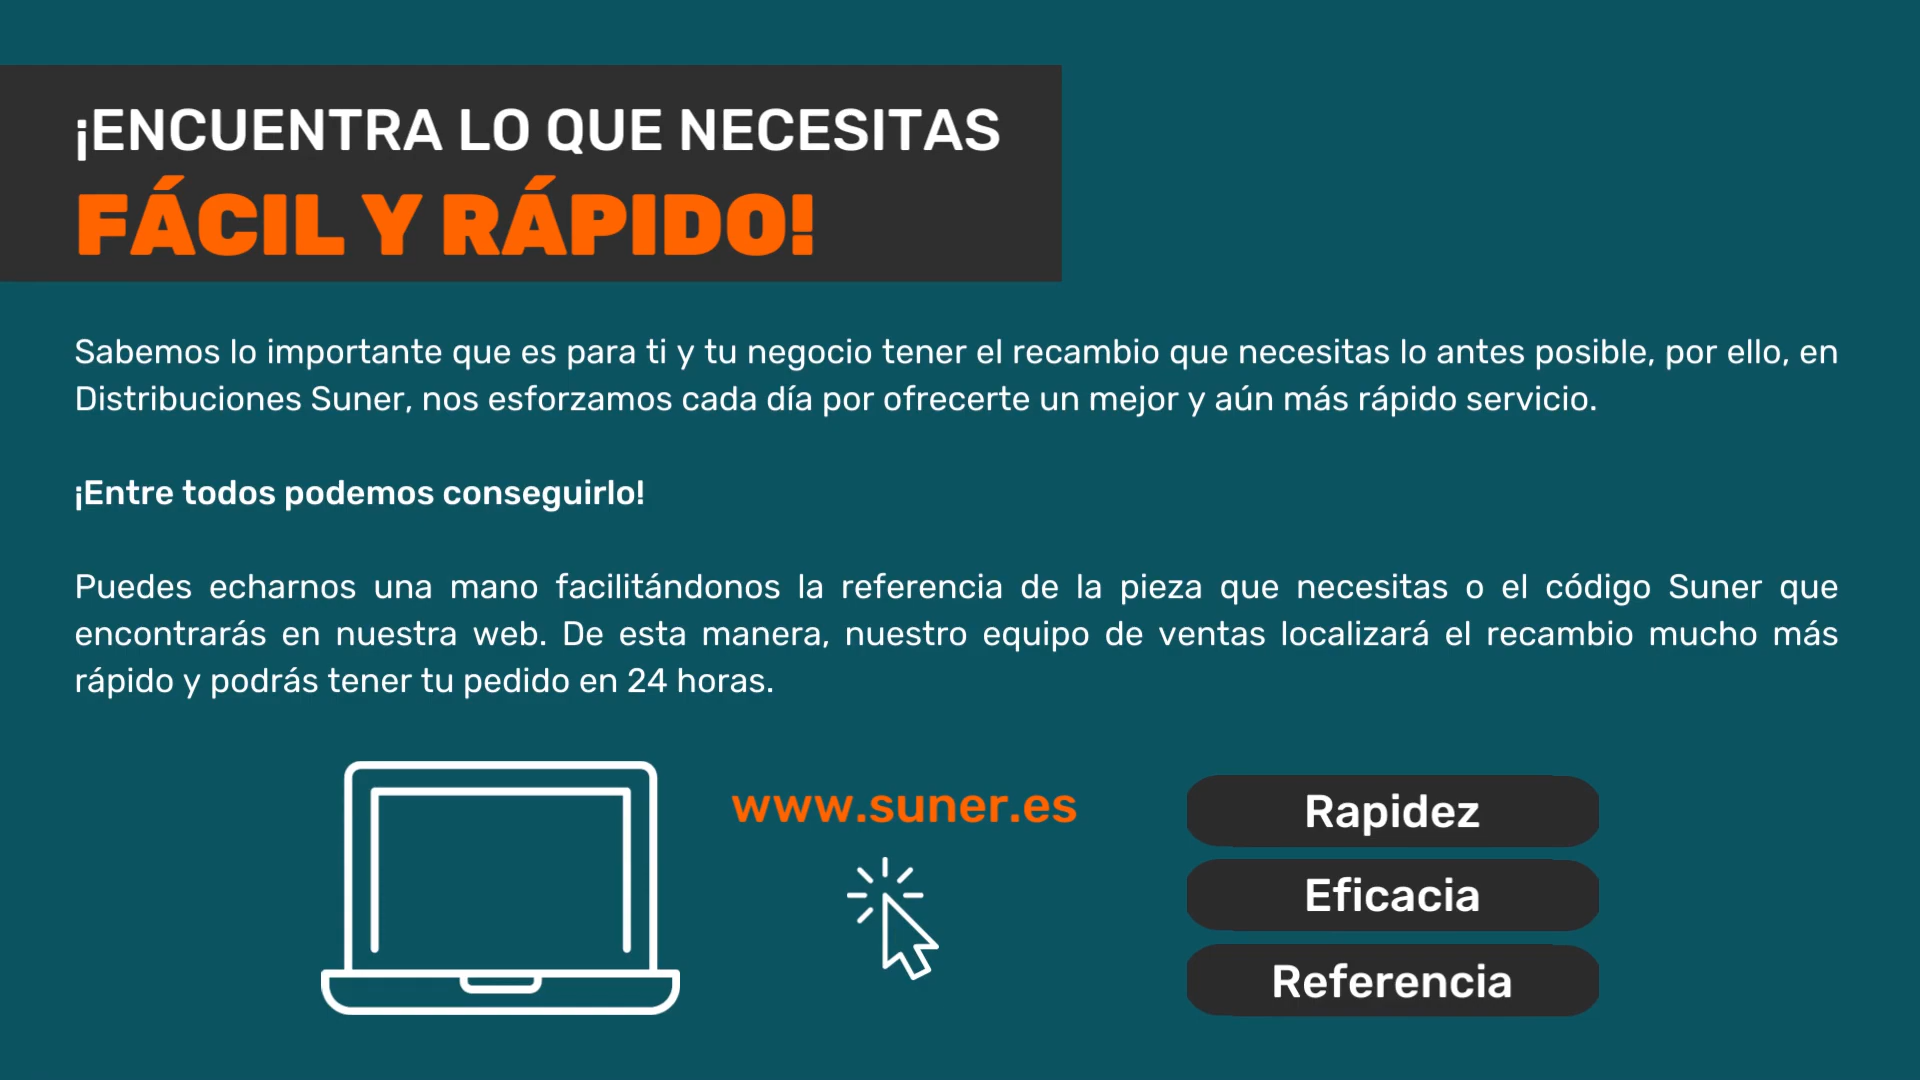 ¡ENCUENTRA LO QUE NECESITAS
FÁCIL Y RÁPIDO!
Sabemos lo importante que es para ti y tu negocio tener el recambio que necesitas lo antes posible, por ello, en
Distribuciones Suner, nos esforzamos cada día por ofrecerte un mejor y aún más rápido servicio.
¡Entre todos podemos conseguirlo!
Puedes echarnos una mano facilitándonos la referencia de la pieza que necesitas o el código Suner que
encontrarás en nuestra web. De esta manera, nuestro equipo de ventas localizará el recambio mucho más
rápido y podrás tener tu pedido en 24 horas.
www.suner.es
Rapidez
Eficacia
Referencia